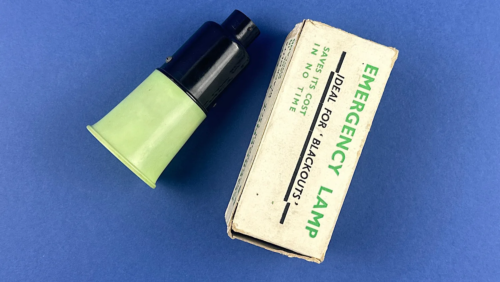 EMERGENCY LAMP
IDEAL FOR 'BLACKOUTS'
SAVES ITS COST
IN NO TIME